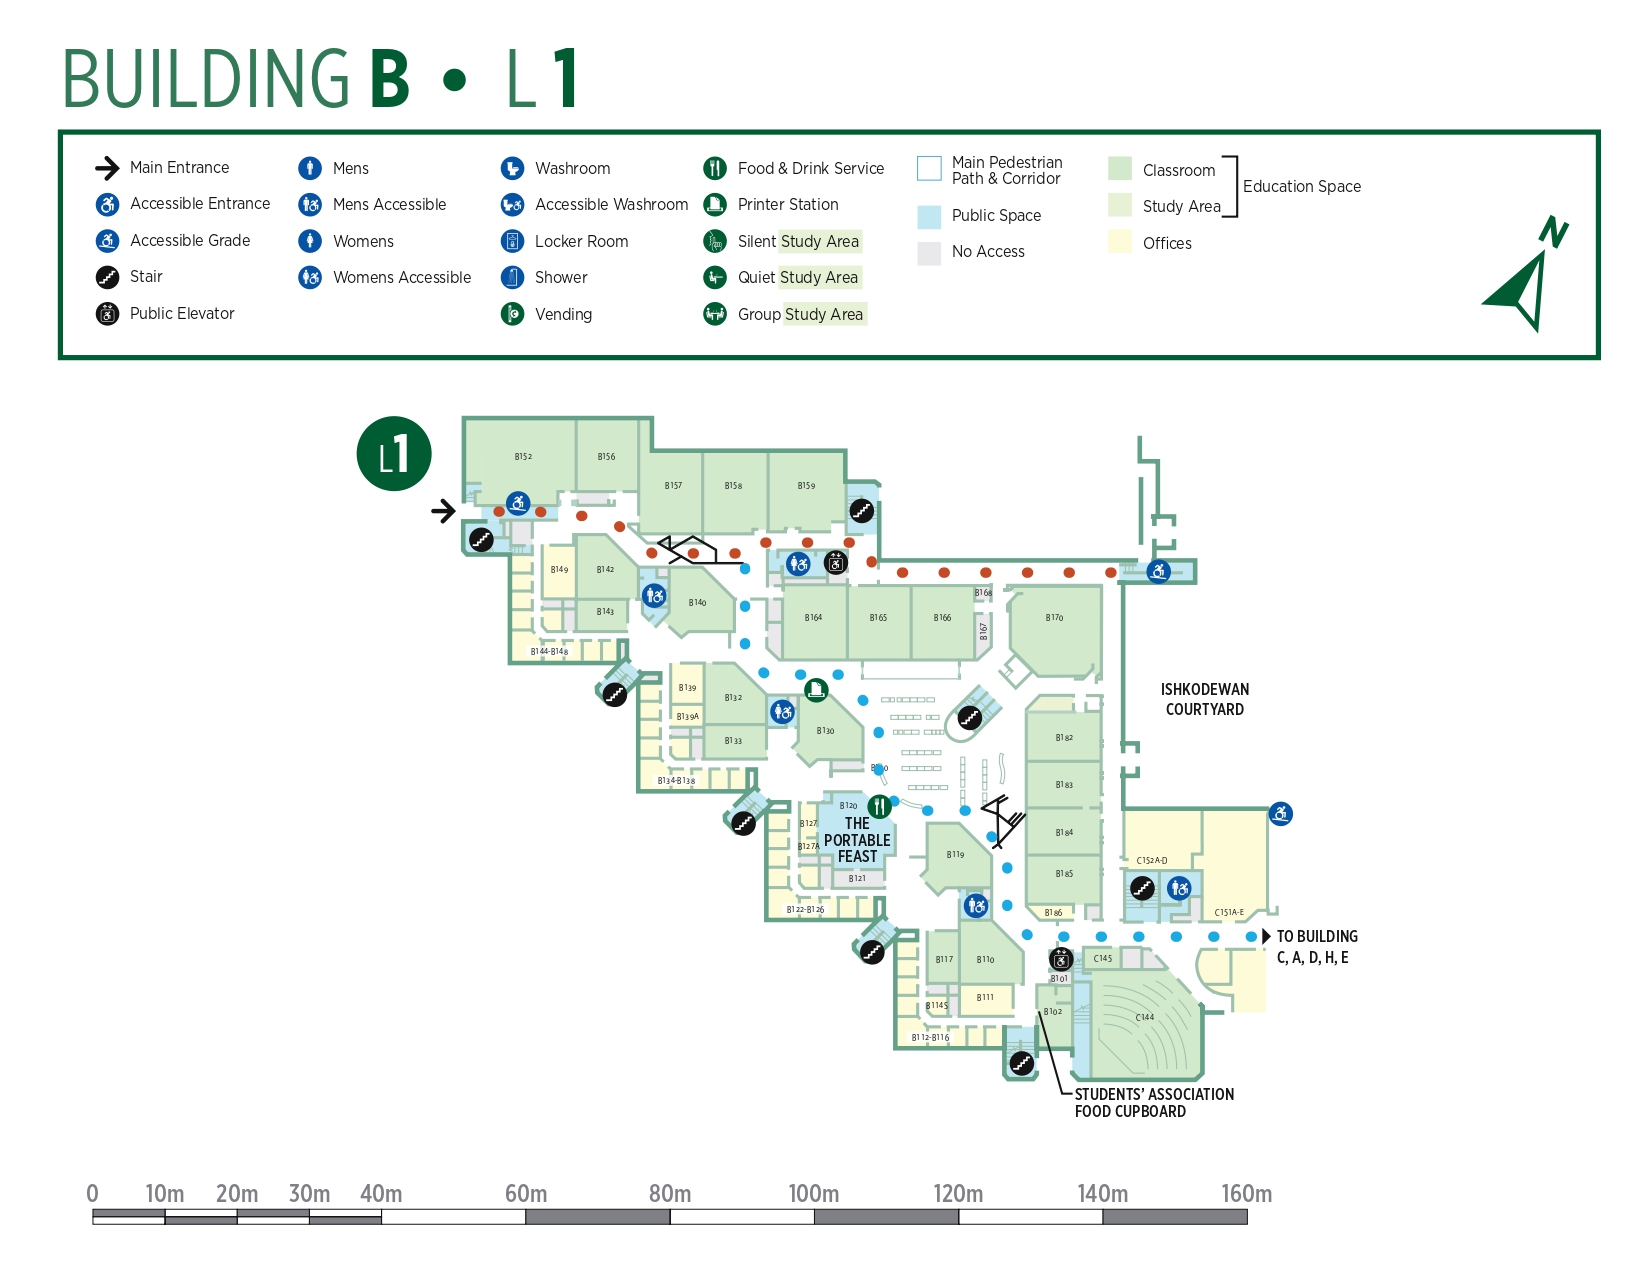 BUILDING B • L 1
Main Entrance
Accessible Entrance
Accessible Grade
Stair
Public Elevator
Mens
Mens Accessible
Womens
Womens Accessible
Washroom
Accessible Washroom
Locker Room
Shower
Vending
Food & Drink Service
Printer Station
Silent Study Area
Quiet Study Area
Group Study Area
Main Pedestrian
Path & Corridor
Public Space
No Access
Classroom
Study Area
Offices
Education Space
N
L1
B152
B156
B157
B158
B159
B149
B142
B143
B140
B144-B148
B164
B165
B166
B168
B167
B170
B139
B139A
B132
B133
B130
B134-B138
B182
B183
B184
B185
B186
B120
THE
PORTABLE
FEAST
B127
B127A
B121
B122-B126
B119
B117
B110
B111
B114S
B112-B116
B101
B102
C145
C144
C152A-D
C151A-E
ISHKODEWAN
COURTYARD
TO BUILDING
C, A, D, H, E
STUDENTS’ ASSOCIATION
FOOD CUPBOARD
0 10m 20m 30m 40m 60m 80m 100m 120m 140m 160m